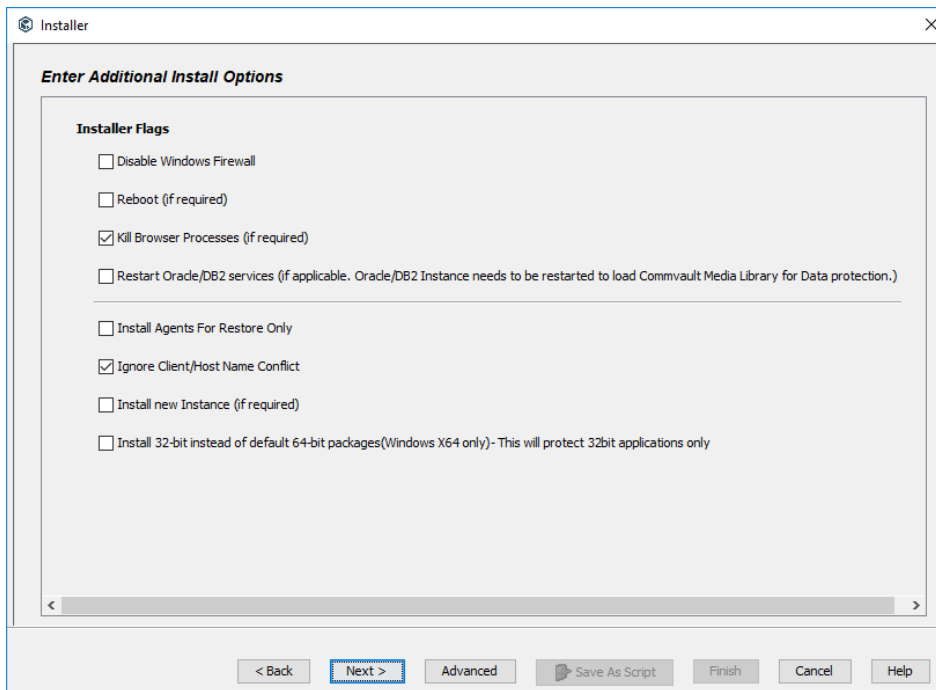 Installer
Enter Additional Install Options
Installer Flags
Disable Windows Firewall
Reboot (if required)
Kill Browser Processes (if required)
Restart Oracle/DB2 services (if applicable. Oracle/DB2 Instance needs to be restarted to load Commvault Media Library for Data protection.)
Install Agents For Restore Only
Ignore Client/Host Name Conflict
Install new Instance (if required)
Install 32-bit instead of default 64-bit packages(Windows X64 only)- This will protect 32bit applications only
< Back Next > Advanced Save As Script Finish Cancel Help